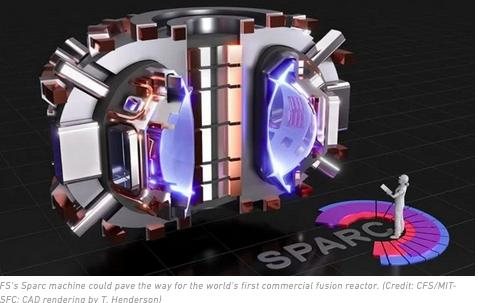 SPARC
FS's Sparc machine could pave the way for the world's first commercial fusion reactor. (Credit: CFS/MIT-
SFC; CAD rendering by T. Henderson)